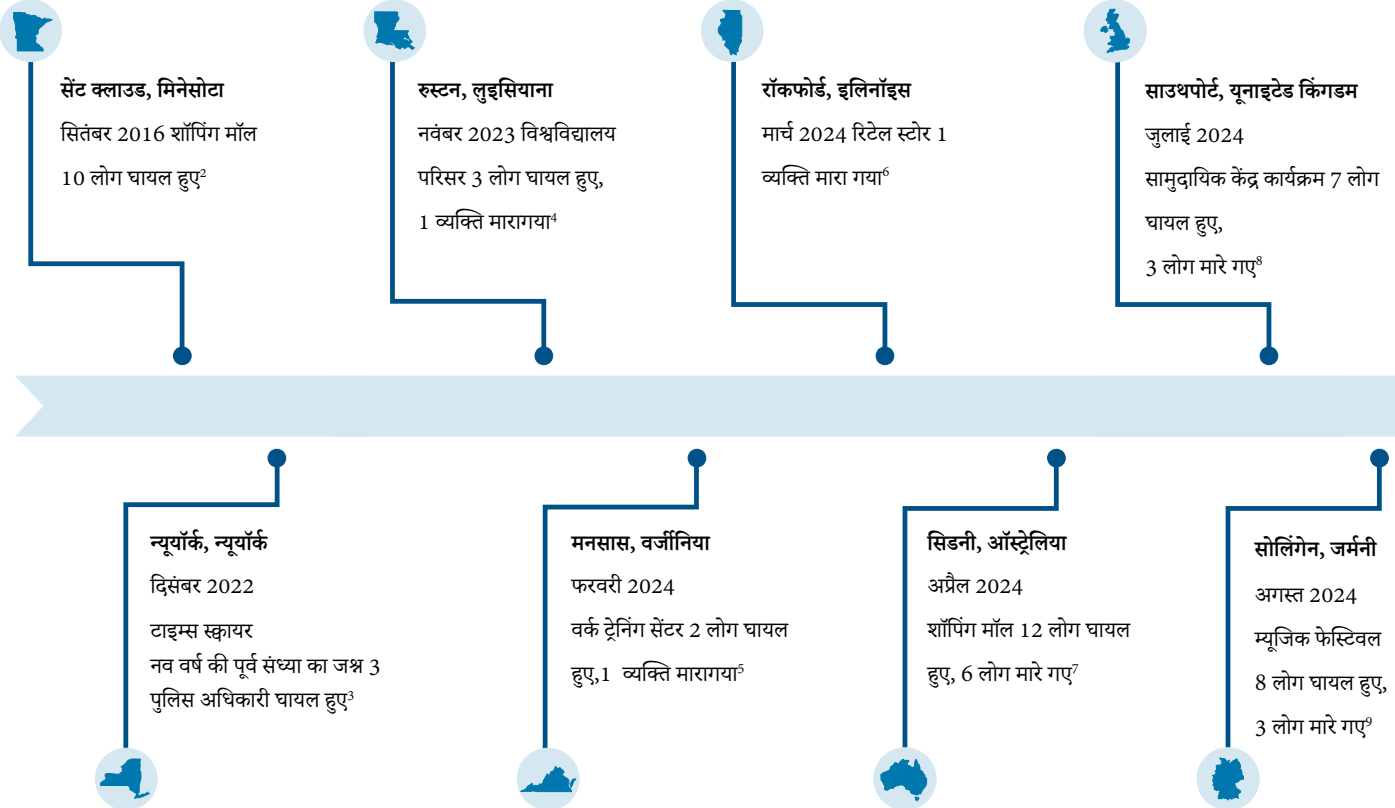 सेंट क्लाउड, मिनेसोटा
सितंबर 2016 शॉपिंग मॉल
10 लोग घायल हुए²
रुस्टन, लुइसियाना
नवंबर 2023 विश्वविद्यालय
परिसर 3 लोग घायल हुए,
1 व्यक्ति मारागया⁴
रॉकफोर्ड, इलिनॉइस
मार्च 2024 रिटेल स्टोर 1
व्यक्ति मारा गया⁶
साउथपोर्ट, यूनाइटेड किंगडम
जुलाई 2024
सामुदायिक केंद्र कार्यक्रम 7 लोग
घायल हुए,
3 लोग मारे गए⁸
न्यूयॉर्क, न्यूयॉर्क
दिसंबर 2022
टाइम्स स्क्वायर
नव वर्ष की पूर्व संध्या का जश्न 3
पुलिस अधिकारी घायल हुए³
मनसास, वर्जीनिया
फरवरी 2024
वर्क ट्रेनिंग सेंटर 2 लोग घायल
हुए,1 व्यक्ति मारागया⁵
सिडनी, ऑस्ट्रेलिया
अप्रैल 2024
शॉपिंग मॉल 12 लोग घायल
हुए, 6 लोग मारे गए⁷
सोलिंगेन, जर्मनी
अगस्त 2024
म्यूजिक फेस्टिवल
8 लोग घायल हुए,
3 लोग मारे गए⁹